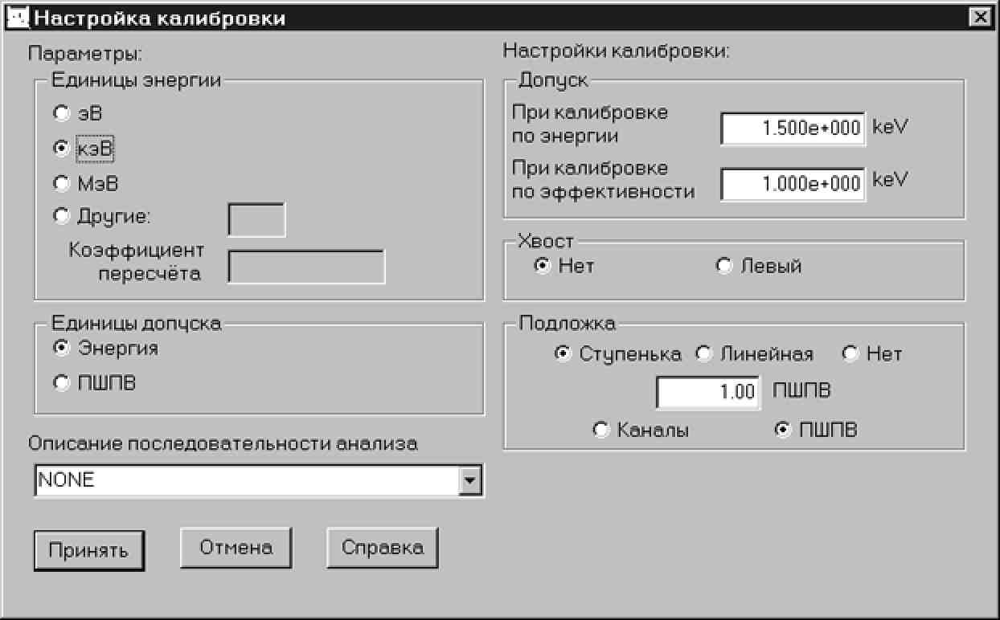 Настройка калибровки
Параметры:
Единицы энергии
эВ
кэВ
МэВ
Другие:
Коэффициент
пересчёта
Единицы допуска
Энергия
ПШПВ
Описание последовательности анализа
NONE
Принять Отмена Справка
Настройки калибровки:
Допуск
При калибровке
по энергии 1.500e+000 keV
При калибровке
по эффективности 1.000e+000 keV
Хвост
Нет Левый
Подложка
Ступенька Линейная Нет
1.00 ПШПВ
Каналы ПШПВ